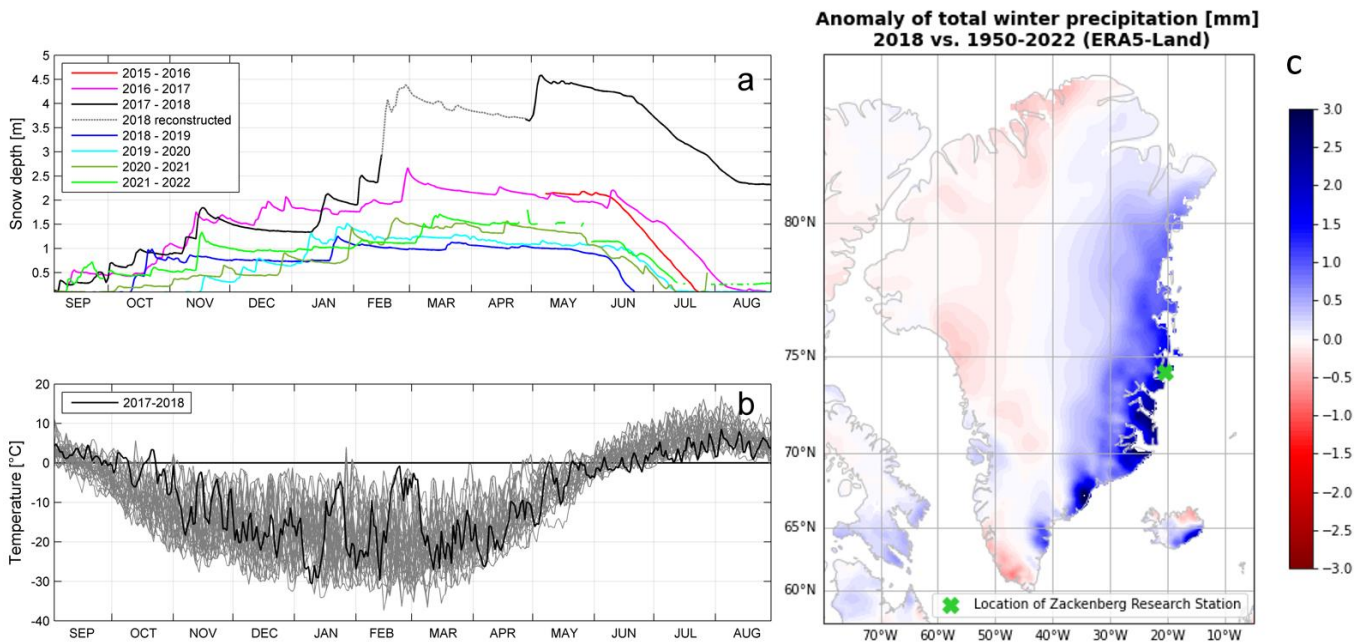 a
Snow depth [m]
5
4.5
4
3.5
3
2.5
2
1.5
1
0.5
2015 - 2016
2016 - 2017
2017 - 2018
2018 reconstructed
2018 - 2019
2019 - 2020
2020 - 2021
2021 - 2022
SEP OCT NOV DEC JAN FEB MAR APR MAY JUN JUL AUG
b
Temperature [°C]
20
10
0
-10
-20
-30
-40
2017-2018
SEP OCT NOV DEC JAN FEB MAR APR MAY JUN JUL AUG
Anomaly of total winter precipitation [mm]
2018 vs. 1950-2022 (ERA5-Land)
c
80°N
75°N
70°N
65°N
60°N
70°W 60°W 50°W 40°W 30°W 20°W 10°W
Location of Zackenberg Research Station
3.0
2.5
2.0
1.5
1.0
0.5
0.0
−0.5
−1.0
−1.5
−2.0
−2.5
−3.0